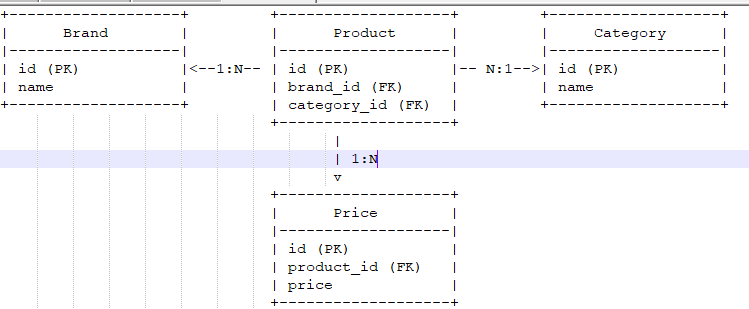 +-------------------+         +-------------------+         +-------------------+
|      Brand        |         |      Product      |         |     Category      |
|-------------------|         |-------------------|         |-------------------|
| id (PK)           |<--1:N-- | id (PK)           |-- N:1-->| id (PK)           |
| name              |         | brand_id (FK)     |         | name              |
+-------------------+         | category_id (FK)  |         +-------------------+
+-------------------+
|
| 1:N
v
+-------------------+
|      Price        |
|-------------------|
| id (PK)           |
| product_id (FK)   |
| price             |
+-------------------+